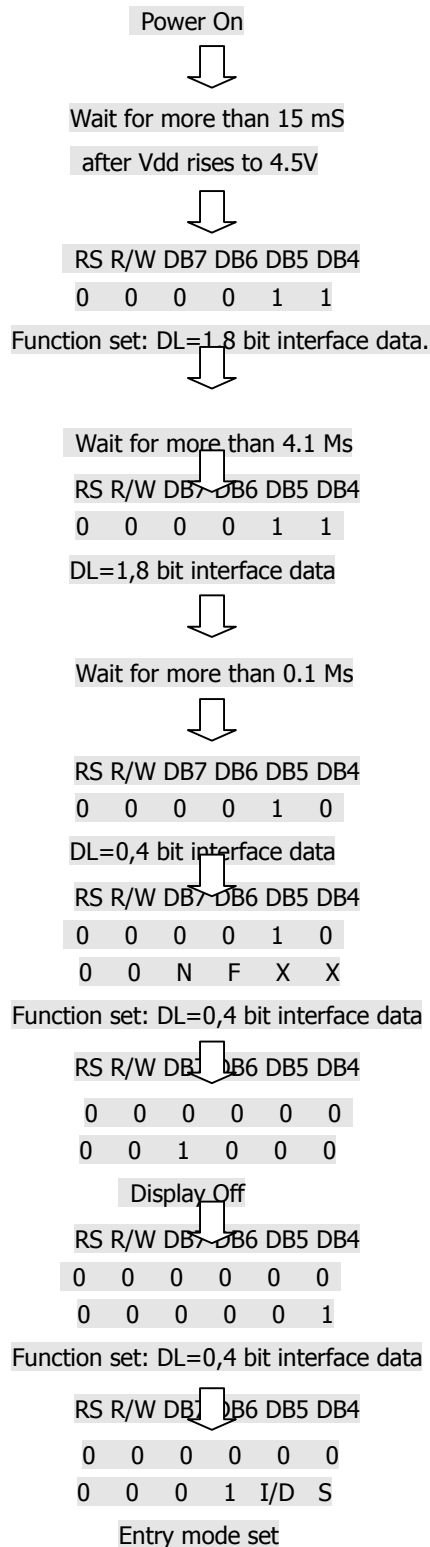 Power On
Wait for more than 15 mS
after Vdd rises to 4.5V
RS R/W DB7 DB6 DB5 DB4
0 0 0 0 1 1
Function set: DL=1,8 bit interface data.
Wait for more than 4.1 Ms
RS R/W DB7 DB6 DB5 DB4
0 0 0 0 1 1
DL=1,8 bit interface data
Wait for more than 0.1 Ms
RS R/W DB7 DB6 DB5 DB4
0 0 0 0 1 0
DL=0,4 bit interface data
RS R/W DB7 DB6 DB5 DB4
0 0 0 0 1 0
0 0 N F X X
Function set: DL=0,4 bit interface data
RS R/W DB7 DB6 DB5 DB4
0 0 0 0 0 0
0 0 1 0 0 0
Display Off
RS R/W DB7 DB6 DB5 DB4
0 0 0 0 0 0
0 0 0 0 0 1
Function set: DL=0,4 bit interface data
RS R/W DB7 DB6 DB5 DB4
0 0 0 0 0 0
0 0 0 1 I/D S
Entry mode set